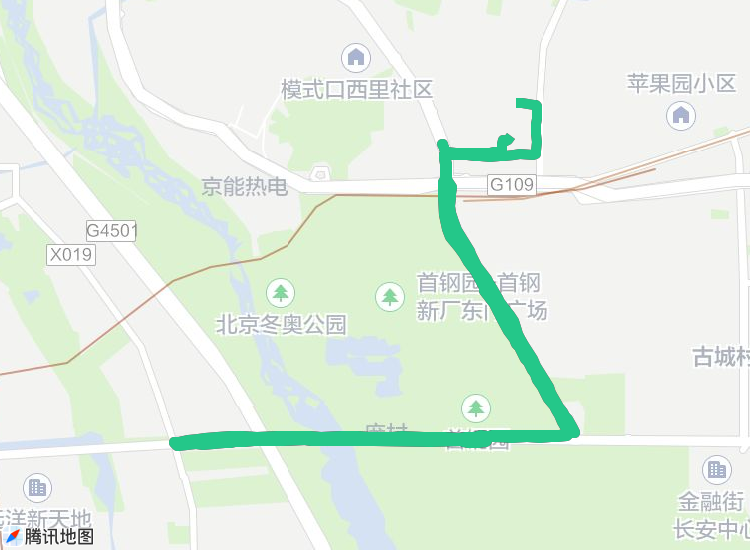 模式口西里社区
苹果园小区
京能热电
G109
G4501
X019
首钢园-首钢
新厂东门广场
北京冬奥公园
古城村
首钢园
金融街
长安中心
远洋新天地
腾讯地图